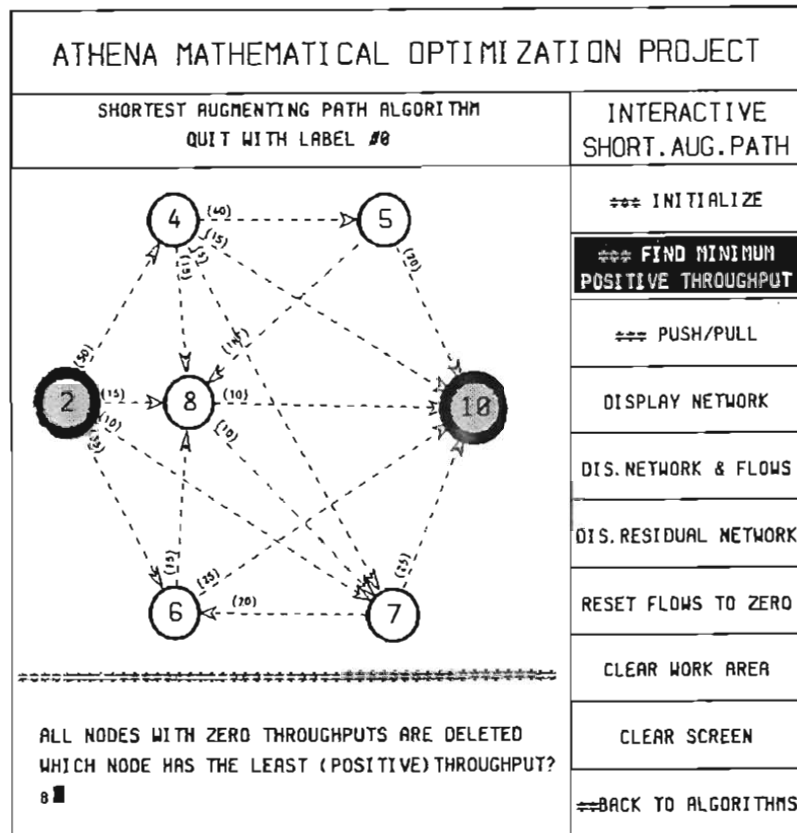 ATHENA MATHEMATICAL OPTIMIZATION PROJECT
SHORTEST AUGMENTING PATH ALGORITHM
QUIT WITH LABEL #0
INTERACTIVE
SHORT.AUG.PATH
*** INITIALIZE
*** FIND MINIMUM
POSITIVE THROUGHPUT
*** PUSH/PULL
DISPLAY NETWORK
DIS.NETWORK & FLOWS
DIS.RESIDUAL NETWORK
RESET FLOWS TO ZERO
CLEAR WORK AREA
CLEAR SCREEN
**BACK TO ALGORITHMS
4
(40)
5
(15)
(15)
(20)
(50)
2
(15)
8
(10)
10
(10)
(10)
(25)
(25)
6
(20)
7
ALL NODES WITH ZERO THROUGHPUTS ARE DELETED
WHICH NODE HAS THE LEAST (POSITIVE) THROUGHPUT?
8